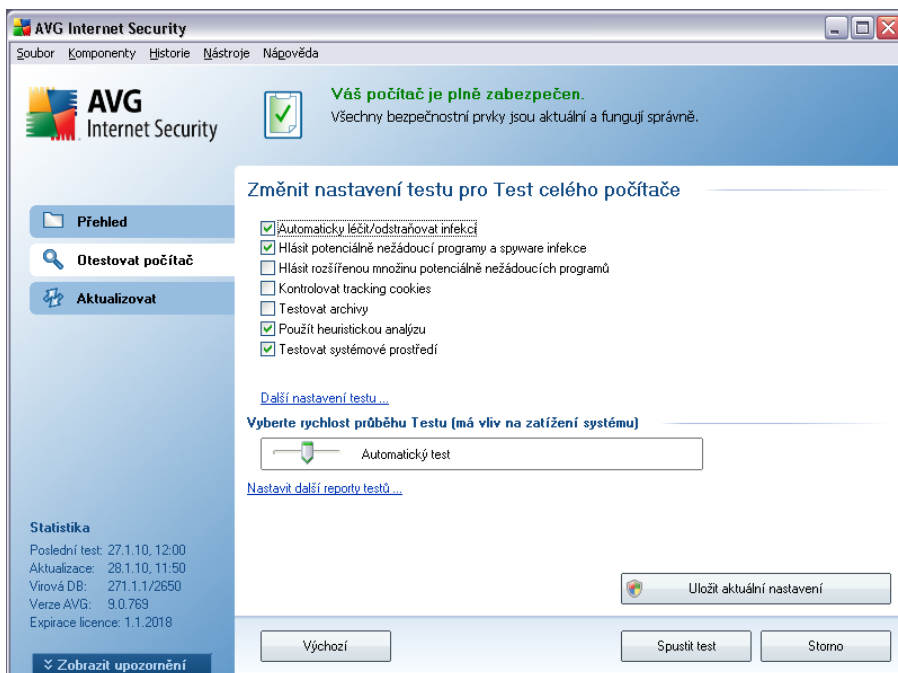 AVG Internet Security
Soubor Komponenty Historie Nástroje Nápověda
AVG
Internet Security
Váš počítač je plně zabezpečen.
Všechny bezpečnostní prvky jsou aktuální a fungují správně.
Přehled
Otestovat počítač
Aktualizovat
Změnit nastavení testu pro Test celého počítače
Automaticky léčit/odstraňovat infekci
Hlásit potenciálně nežádoucí programy a spyware infekce
Hlásit rozšířenou množinu potenciálně nežádoucích programů
Kontrolovat tracking cookies
Testovat archivy
Použít heuristickou analýzu
Testovat systémové prostředí
Další nastavení testu ...
Vyberte rychlost průběhu Testu (má vliv na zatížení systému)
Automatický test
Nastavit další reporty testů ...
Statistika
Poslední test: 27.1.10, 12:00
Aktualizace: 28.1.10, 11:50
Virová DB: 271.1.1/2650
Verze AVG: 9.0.769
Expirace licence: 1.1.2018
Zobrazit upozornění
Uložit aktuální nastavení
Výchozí
Spustit test
Storno